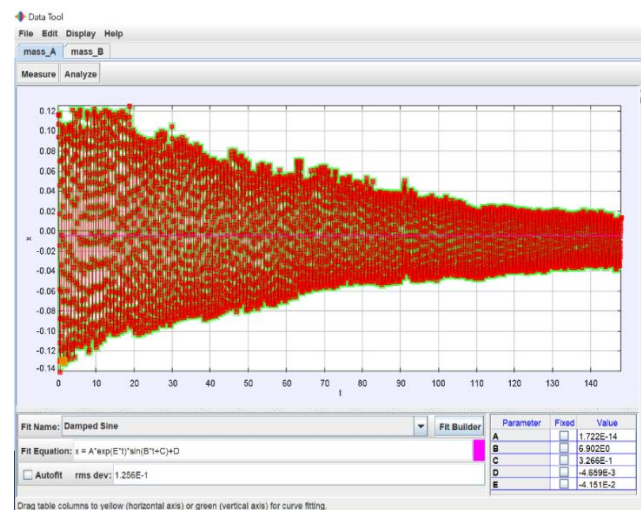 Data Tool
File Edit Display Help
mass_A mass_B
Measure Analyze
0.12
0.10
0.08
0.06
0.04
0.02
0.00
-0.02
-0.04
-0.06
-0.08
-0.10
-0.12
-0.14
x
0 10 20 30 40 50 60 70 80 90 100 110 120 130 140
t
Fit Name: Damped Sine Fit Builder
Fit Equation: x = A*exp(E*t)*sin(B*t+C)+D
Autofit rms dev: 1.256E-1
Parameter Fixed Value
A 1.722E-14
B 6.902E0
C 3.266E-1
D -4.659E-3
E -4.151E-2
Drag table columns to yellow (horizontal axis) or green (vertical axis) for curve fitting.